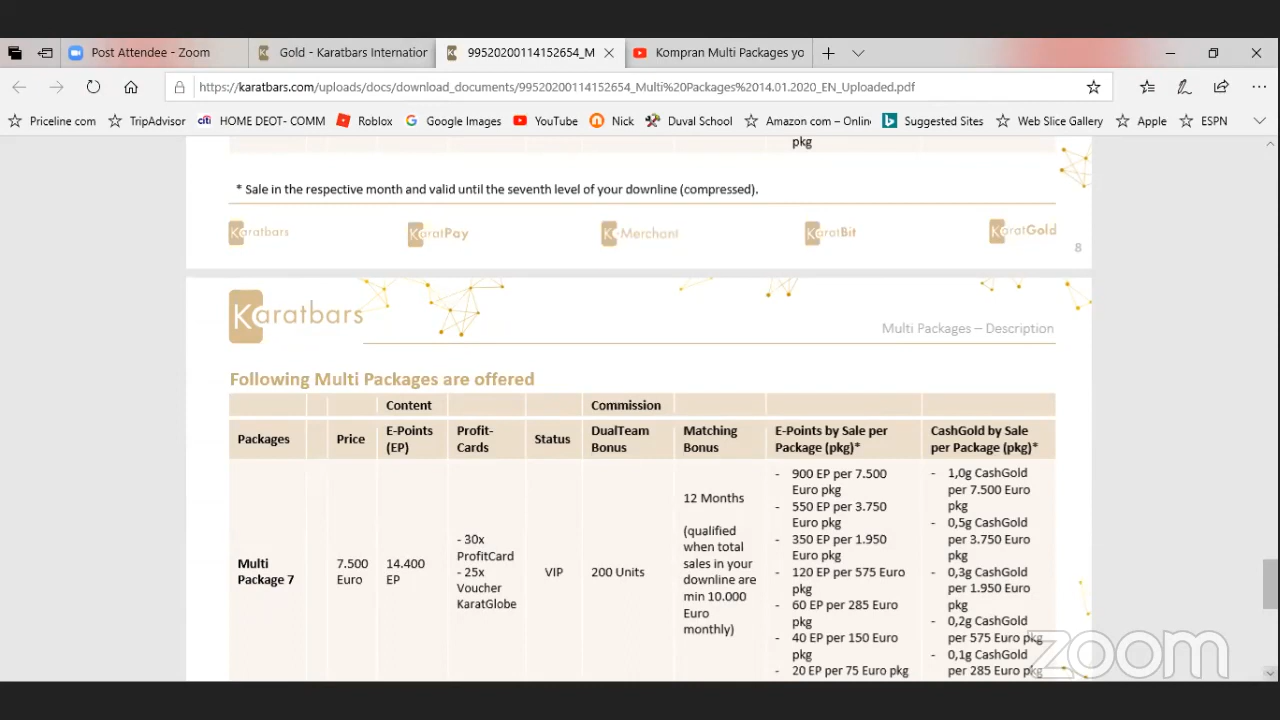 Post Attendee - Zoom
Gold - Karatbars Internation
99520200114152654_M
Kompran Multi Packages yo
https://karatbars.com/uploads/docs/download_documents/99520200114152654_Multi%20Packages%2014.01.2020_EN_Uploaded.pdf
Priceline com
TripAdvisor
citi
HOME DEOT- COMM
Roblox
Google Images
YouTube
Nick
Duval School
Amazon com – Onlin
Suggested Sites
Web Slice Gallery
Apple
ESPN
pkg
* Sale in the respective month and valid until the seventh level of your downline (compressed).
Karatbars
KaratPay
K-Merchant
KaratBit
KaratGold
8
Karatbars
Multi Packages – Description
Following Multi Packages are offered
Content
Commission
Packages
Price
E-Points
(EP)
Profit-
Cards
Status
DualTeam
Bonus
Matching
Bonus
E-Points by Sale per
Package (pkg)*
CashGold by Sale
per Package (pkg)*
Multi
Package 7
7.500
Euro
14.400
EP
- 30x
ProfitCard
- 25x
Voucher
KaratGlobe
VIP
200 Units
12 Months
(qualified
when total
sales in your
downline are
min 10.000
Euro
monthly)
- 900 EP per 7.500
Euro pkg
- 550 EP per 3.750
Euro pkg
- 350 EP per 1.950
Euro pkg
- 120 EP per 575 Euro
pkg
- 60 EP per 285 Euro
pkg
- 40 EP per 150 Euro
pkg
- 20 EP per 75 Euro pkg
- 1,0g CashGold
per 7.500 Euro
pkg
- 0,5g CashGold
per 3.750 Euro
pkg
- 0,3g CashGold
per 1.950 Euro
pkg
- 0,2g CashGold
per 575 Euro pkg
- 0,1g CashGold
per 285 Euro pkg
zoom